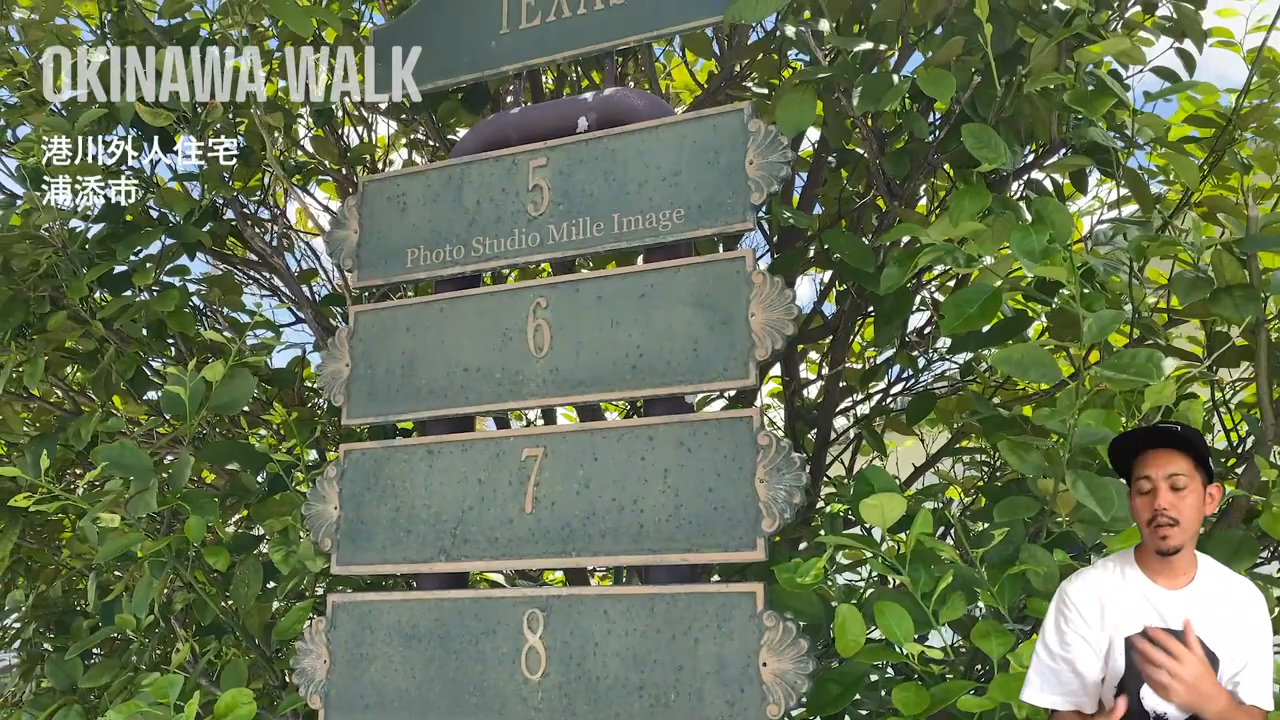 TEXAS
OKINAWA WALK
港川外人住宅
浦添市
5
Photo Studio Mille Image
6
7
8